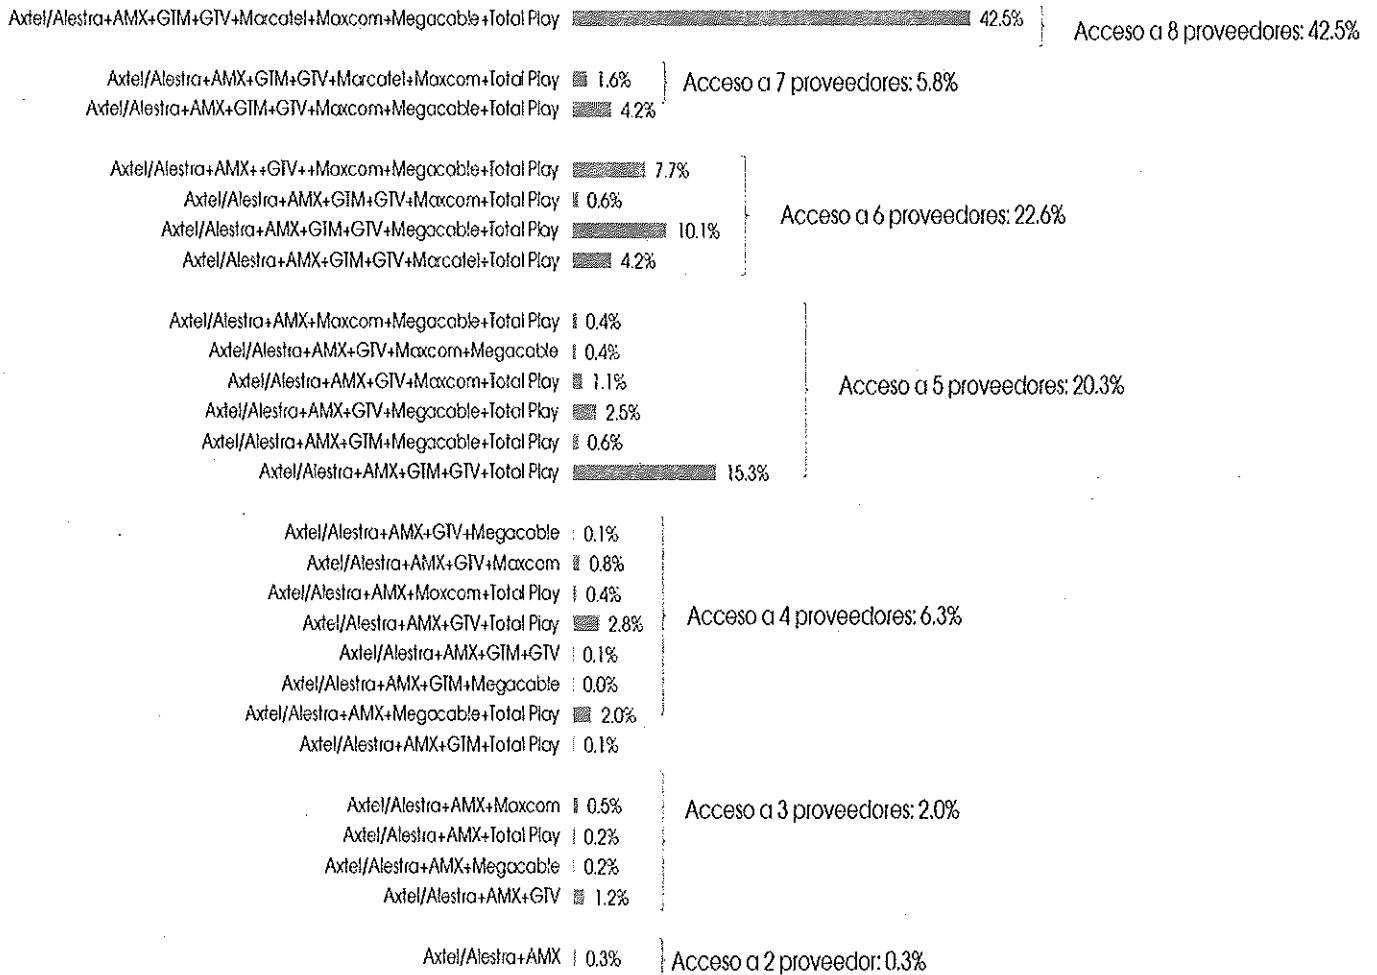 Axtel/Alestra+AMX+GTM+GTV+Marcatel+Maxcom+Megacable+Total Play 42.5% Acceso a 8 proveedores: 42.5%
Axtel/Alestra+AMX+GTM+GTV+Marcatel+Maxcom+Total Play 1.6% Acceso a 7 proveedores: 5.8%
Axtel/Alestra+AMX+GTM+GTV+Maxcom+Megacable+Total Play 4.2%
Axtel/Alestra+AMX++GTV++Maxcom+Megacable+Total Play 7.7%
Axtel/Alestra+AMX+GTM+GTV+Maxcom+Total Play 0.6%
Acceso a 6 proveedores: 22.6%
Axtel/Alestra+AMX+GTM+GTV+Megacable+Total Play 10.1%
Axtel/Alestra+AMX+GTM+GTV+Marcatel+Total Play 4.2%
Axtel/Alestra+AMX+Maxcom+Megacable+Total Play 0.4%
Axtel/Alestra+AMX+GTV+Maxcom+Megacable 0.4%
Axtel/Alestra+AMX+GTV+Maxcom+Total Play 1.1% Acceso a 5 proveedores: 20.3%
Axtel/Alestra+AMX+GTV+Megacable+Total Play 2.5%
Axtel/Alestra+AMX+GTM+Megacable+Total Play 0.6%
Axtel/Alestra+AMX+GTM+GTV+Total Play 15.3%
Axtel/Alestra+AMX+GTV+Megacable 0.1%
Axtel/Alestra+AMX+GTV+Maxcom 0.8%
Axtel/Alestra+AMX+Maxcom+Total Play 0.4%
Axtel/Alestra+AMX+GTV+Total Play 2.8% Acceso a 4 proveedores: 6.3%
Axtel/Alestra+AMX+GTM+GTV 0.1%
Axtel/Alestra+AMX+GTM+Megacable 0.0%
Axtel/Alestra+AMX+Megacable+Total Play 2.0%
Axtel/Alestra+AMX+GTM+Total Play 0.1%
Axtel/Alestra+AMX+Maxcom 0.5% Acceso a 3 proveedores: 2.0%
Axtel/Alestra+AMX+Total Play 0.2%
Axtel/Alestra+AMX+Megacable 0.2%
Axtel/Alestra+AMX+GTV 1.2%
Axtel/Alestra+AMX 0.3% Acceso a 2 proveedor: 0.3%